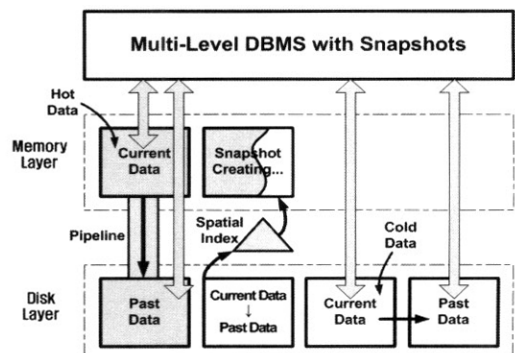 Multi-Level DBMS with Snapshots
Hot
Data
Memory
Layer
Current
Data
Snapshot
Creating...
Pipeline
Spatial
Index
Cold
Data
Disk
Layer
Past
Data
Current Data
↓
Past Data
Current
Data
Past
Data